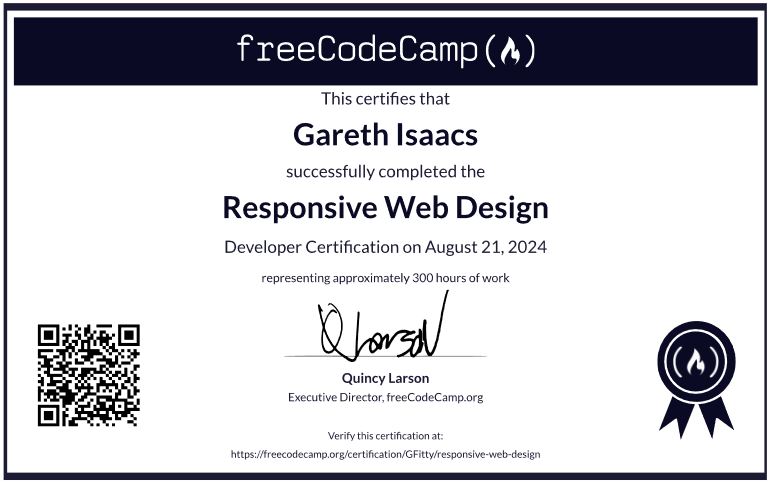 freeCodeCamp
This certifies that
Gareth Isaacs
successfully completed the
Responsive Web Design
Developer Certification on August 21, 2024
representing approximately 300 hours of work
Q Larson
Quincy Larson
Executive Director, freeCodeCamp.org
Verify this certification at:
https://freecodecamp.org/certification/GFitty/responsive-web-design